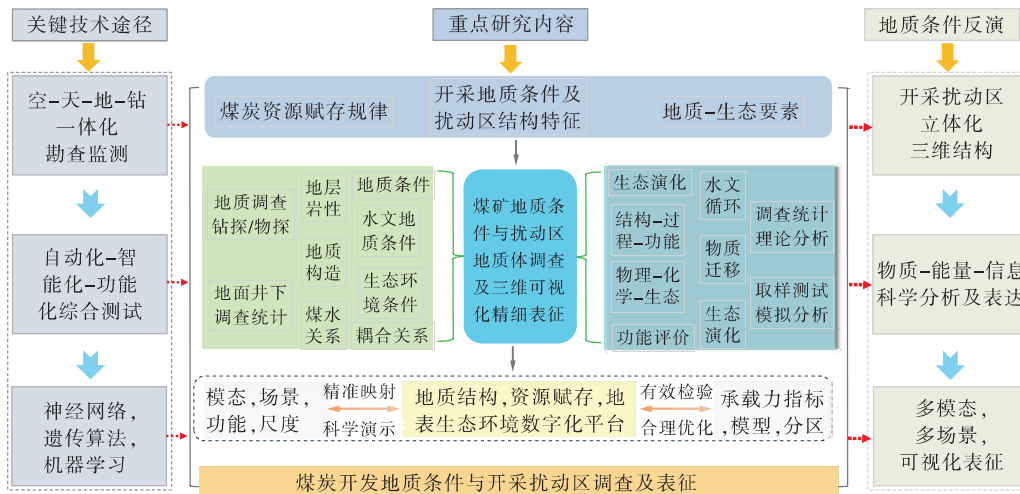 关键技术途径
空-天-地-钻
一体化
勘查监测
自动化-智
能化-功能
化综合测试
神经网络,
遗传算法,
机器学习
重点研究内容
煤炭资源赋存规律
开采地质条件及
扰动区结构特征
地质-生态要素
地质调查
钻探/物探
地面井下
调查统计
地层
岩性
地质
构造
煤水
关系
地质条件
水文地
质条件
生态环
境条件
耦合关系
煤矿地质条
件与扰动区
地质体调查
及三维可视
化精细表征
生态演化
结构-过
程-功能
物理-化
学-生态
功能评价
水文
循环
物质
迁移
生态
演化
调查统计
理论分析
取样测试
模拟分析
模态,场景,
功能,尺度
精准映射
科学演示
地质结构,资源赋存,地
表生态环境数字化平台
有效检验
合理优化
承载力指标
,模型,分区
煤炭开发地质条件与开采扰动区调查及表征
地质条件反演
开采扰动区
立体化
三维结构
物质-能量-信息
科学分析及表达
多模态,
多场景,
可视化表征